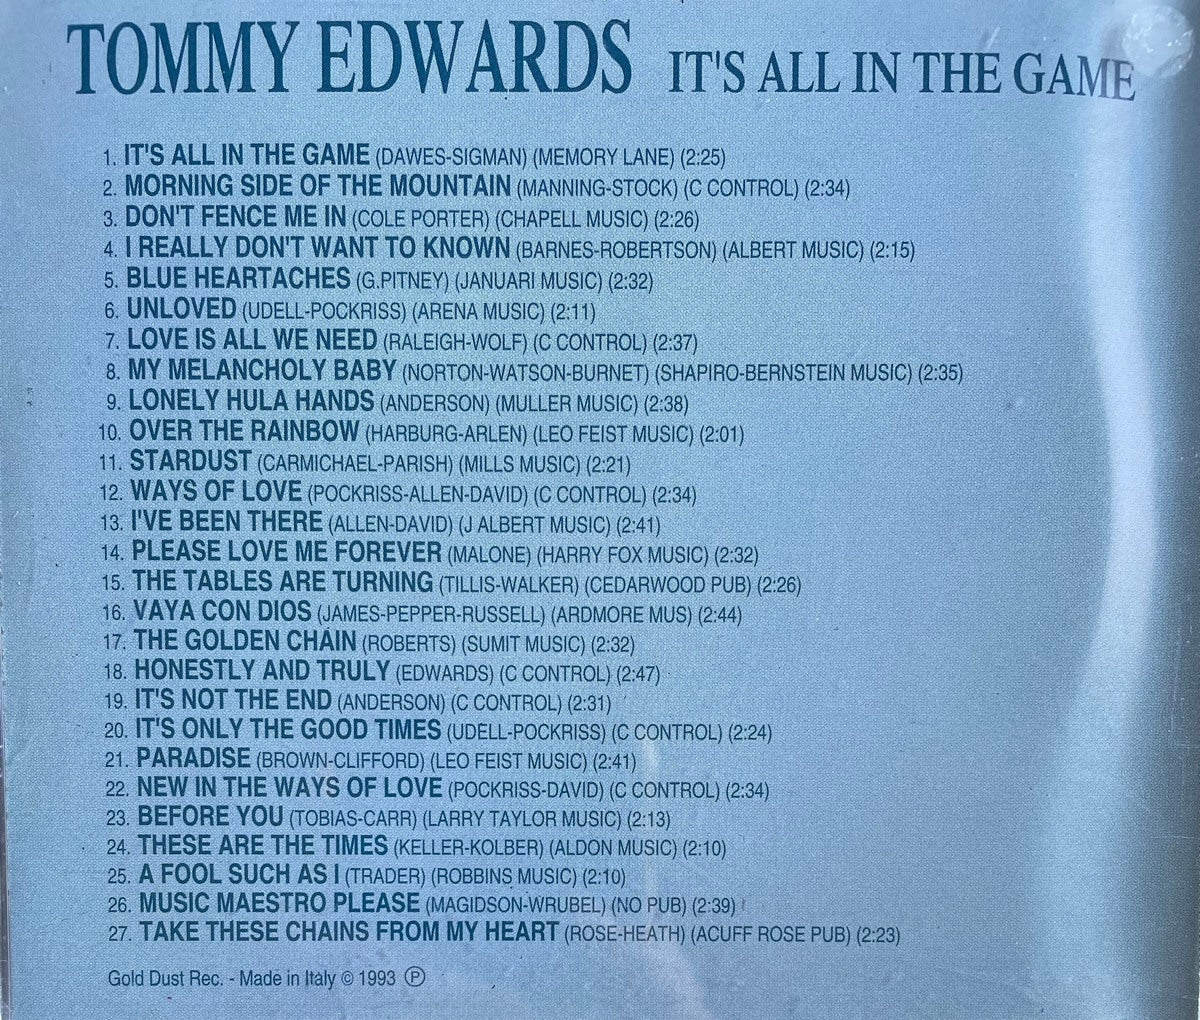 TOMMY EDWARDS IT'S ALL IN THE GAME
1. IT'S ALL IN THE GAME (DAWES-SIGMAN) (MEMORY LANE) (2:25)
2. MORNING SIDE OF THE MOUNTAIN (MANNING-STOCK) (C CONTROL) (2:34)
3. DON'T FENCE ME IN (COLE PORTER) (CHAPELL MUSIC) (2:26)
4. I REALLY DON'T WANT TO KNOWN (BARNES-ROBERTSON) (ALBERT MUSIC) (2:15)
5. BLUE HEARTACHES (G.PITNEY) (JANUARI MUSIC) (2:32)
6. UNLOVED (UDELL-POCKRISS) (ARENA MUSIC) (2:11)
7. LOVE IS ALL WE NEED (RALEIGH-WOLF) (C CONTROL) (2:37)
8. MY MELANCHOLY BABY (NORTON-WATSON-BURNET) (SHAPIRO-BERNSTEIN MUSIC) (2:35)
9. LONELY HULA HANDS (ANDERSON) (MULLER MUSIC) (2:38)
10. OVER THE RAINBOW (HARBURG-ARLEN) (LEO FEIST MUSIC) (2:01)
11. STARDUST (CARMICHAEL-PARISH) (MILLS MUSIC) (2:21)
12. WAYS OF LOVE (POCKRISS-ALLEN-DAVID) (C CONTROL) (2:34)
13. I'VE BEEN THERE (ALLEN-DAVID) (J ALBERT MUSIC) (2:41)
14. PLEASE LOVE ME FOREVER (MALONE) (HARRY FOX MUSIC) (2:32)
15. THE TABLES ARE TURNING (TILLIS-WALKER) (CEDARWOOD PUB) (2:26)
16. VAYA CON DIOS (JAMES-PEPPER-RUSSELL) (ARDMORE MUS) (2:44)
17. THE GOLDEN CHAIN (ROBERTS) (SUMIT MUSIC) (2:32)
18. HONESTLY AND TRULY (EDWARDS) (C CONTROL) (2:47)
19. IT'S NOT THE END (ANDERSON) (C CONTROL) (2:31)
20. IT'S ONLY THE GOOD TIMES (UDELL-POCKRISS) (C CONTROL) (2:24)
21. PARADISE (BROWN-CLIFFORD) (LEO FEIST MUSIC) (2:41)
22. NEW IN THE WAYS OF LOVE (POCKRISS-DAVID) (C CONTROL) (2:34)
23. BEFORE YOU (TOBIAS-CARR) (LARRY TAYLOR MUSIC) (2:13)
24. THESE ARE THE TIMES (KELLER-KOLBER) (ALDON MUSIC) (2:10)
25. A FOOL SUCH AS I (TRADER) (ROBBINS MUSIC) (2:10)
26. MUSIC MAESTRO PLEASE (MAGIDSON-WRUBEL) (NO PUB) (2:39)
27. TAKE THESE CHAINS FROM MY HEART (ROSE-HEATH) (ACUFF ROSE PUB) (2:23)
Gold Dust Rec. - Made in Italy © 1993 ℗